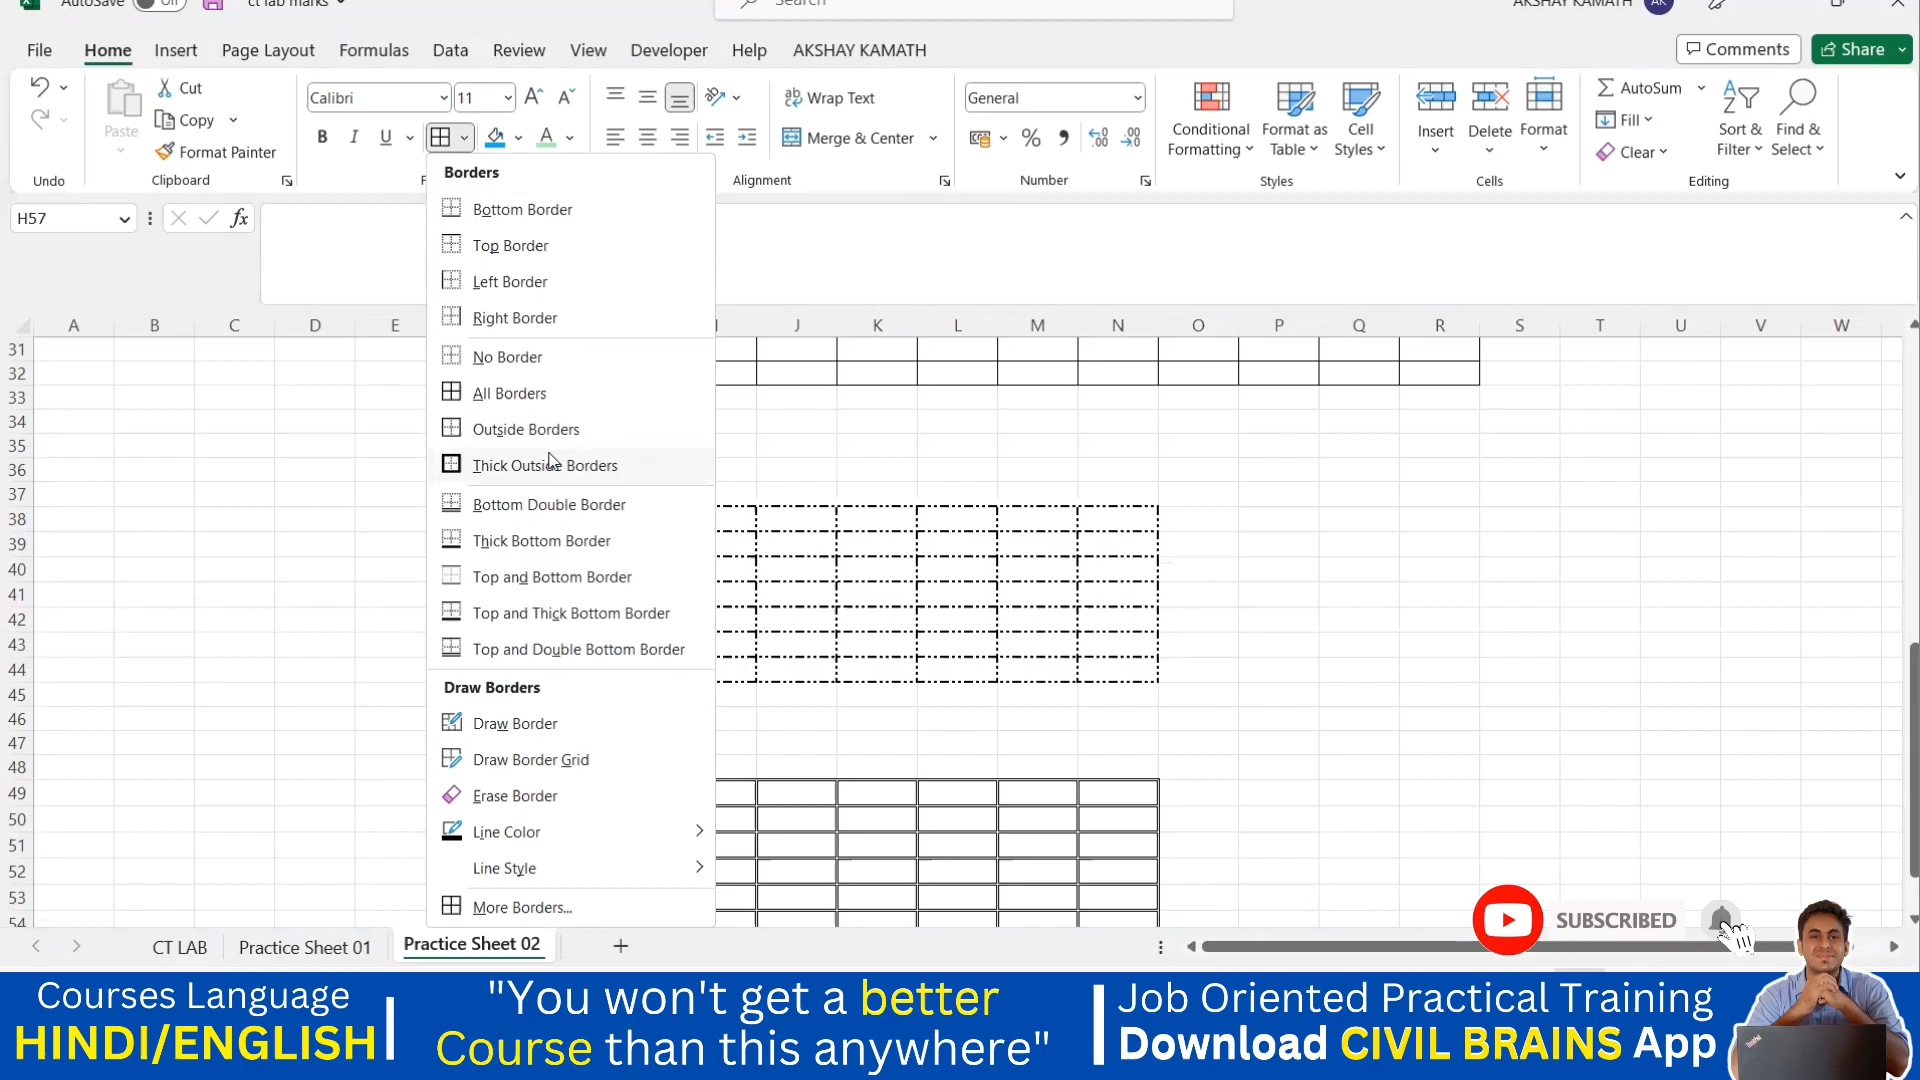 AutoSave Off ct lab marks Search AKSHAY KAMATH AK
File Home Insert Page Layout Formulas Data Review View Developer Help AKSHAY KAMATH Comments Share
Cut
Copy
Format Painter
Paste
Undo
Clipboard
Calibri 11
B I U
Wrap Text
Merge & Center
Alignment
General
Number
Conditional Formatting
Format as Table
Cell Styles
Styles
Insert Delete Format
Cells
AutoSum
Fill
Clear
Sort & Filter
Find & Select
Editing
H57
fx
Borders
Bottom Border
Top Border
Left Border
Right Border
No Border
All Borders
Outside Borders
Thick Outside Borders
Bottom Double Border
Thick Bottom Border
Top and Bottom Border
Top and Thick Bottom Border
Top and Double Bottom Border
Draw Borders
Draw Border
Draw Border Grid
Erase Border
Line Color
Line Style
More Borders...
A B C D E J K L M N O P Q R S T U V W
31
32
33
34
35
36
37
38
39
40
41
42
43
44
45
46
47
48
49
50
51
52
53
54
CT LAB Practice Sheet 01 Practice Sheet 02
SUBSCRIBED
Courses Language
HINDI/ENGLISH
"You won't get a better
Course than this anywhere"
Job Oriented Practical Training
Download CIVIL BRAINS App
ThinkPad